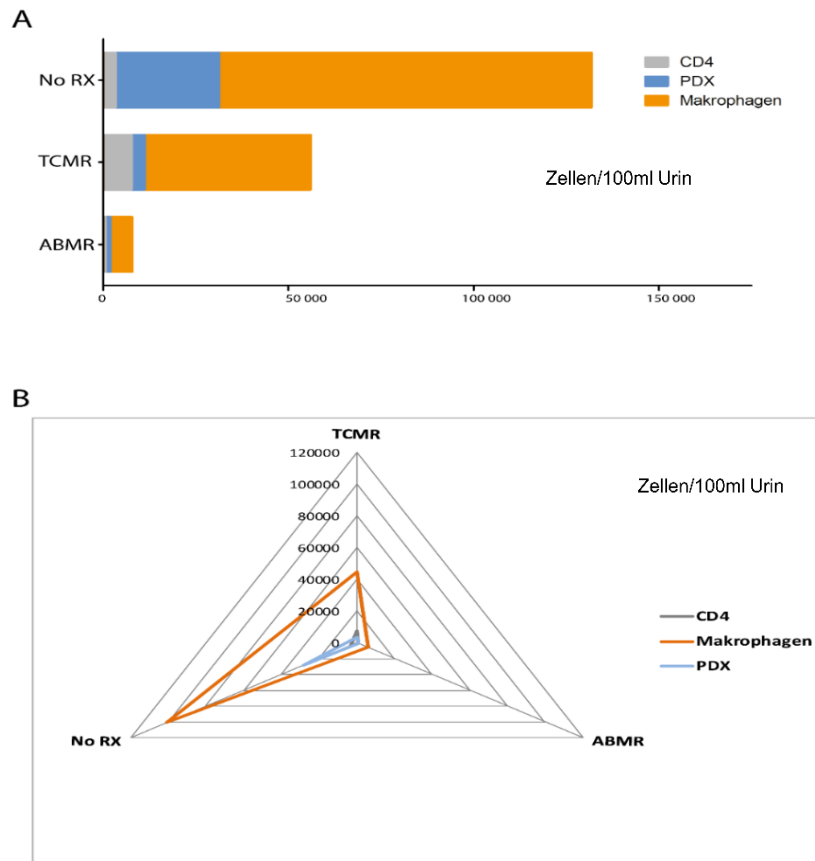 A
No RX
TCMR
ABMR
CD4
PDX
Makrophagen
Zellen/100ml Urin
0
50 000
100 000
150 000
B
TCMR
120000
100000
80000
60000
40000
20000
0
Zellen/100ml Urin
CD4
Makrophagen
PDX
No RX
ABMR